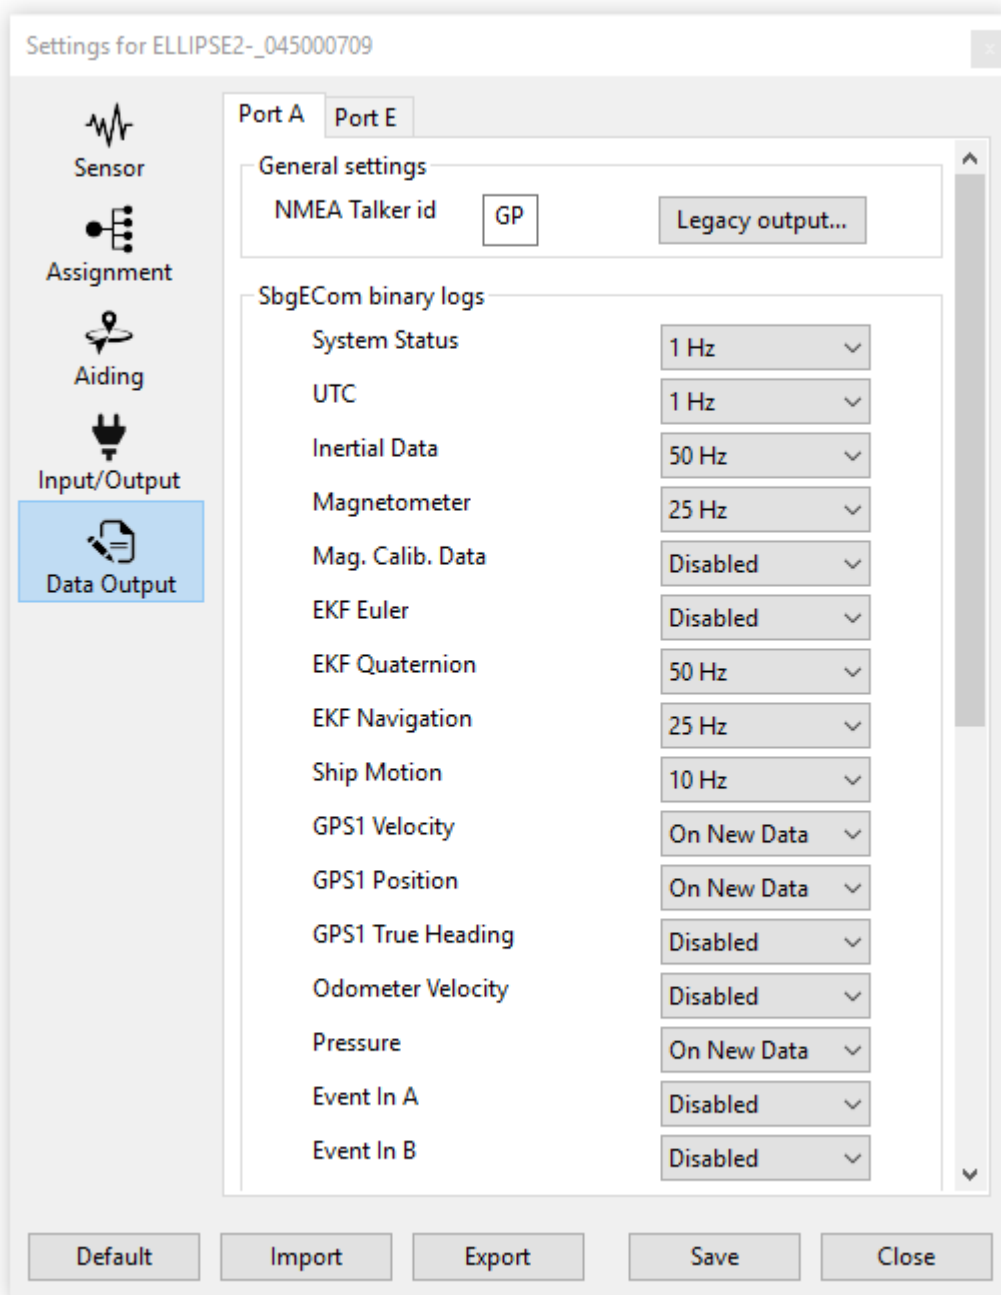 Settings for ELLIPSE2-_045000709
x
Sensor
Assignment
Aiding
Input/Output
Data Output
Port A
Port E
General settings
NMEA Talker id GP Legacy output...
SbgECom binary logs
System Status 1 Hz
UTC 1 Hz
Inertial Data 50 Hz
Magnetometer 25 Hz
Mag. Calib. Data Disabled
EKF Euler Disabled
EKF Quaternion 50 Hz
EKF Navigation 25 Hz
Ship Motion 10 Hz
GPS1 Velocity On New Data
GPS1 Position On New Data
GPS1 True Heading Disabled
Odometer Velocity Disabled
Pressure On New Data
Event In A Disabled
Event In B Disabled
Default Import Export Save Close